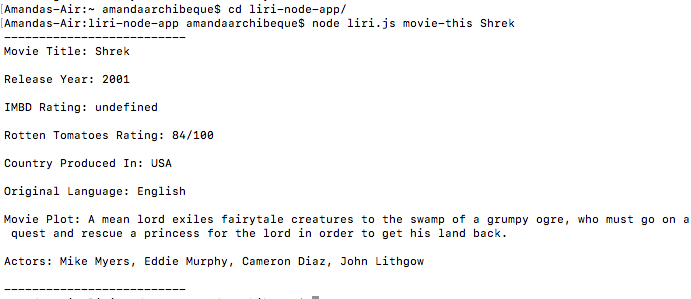 [Amandas-Air:~ amandaarchibeque$ cd liri-node-app/
[Amandas-Air:liri-node-app amandaarchibeque$ node liri.js movie-this Shrek
--------------------------
Movie Title: Shrek
Release Year: 2001
IMBD Rating: undefined
Rotten Tomatoes Rating: 84/100
Country Produced In: USA
Original Language: English
Movie Plot: A mean lord exiles fairytale creatures to the swamp of a grumpy ogre, who must go on a
quest and rescue a princess for the lord in order to get his land back.
Actors: Mike Myers, Eddie Murphy, Cameron Diaz, John Lithgow
--------------------------